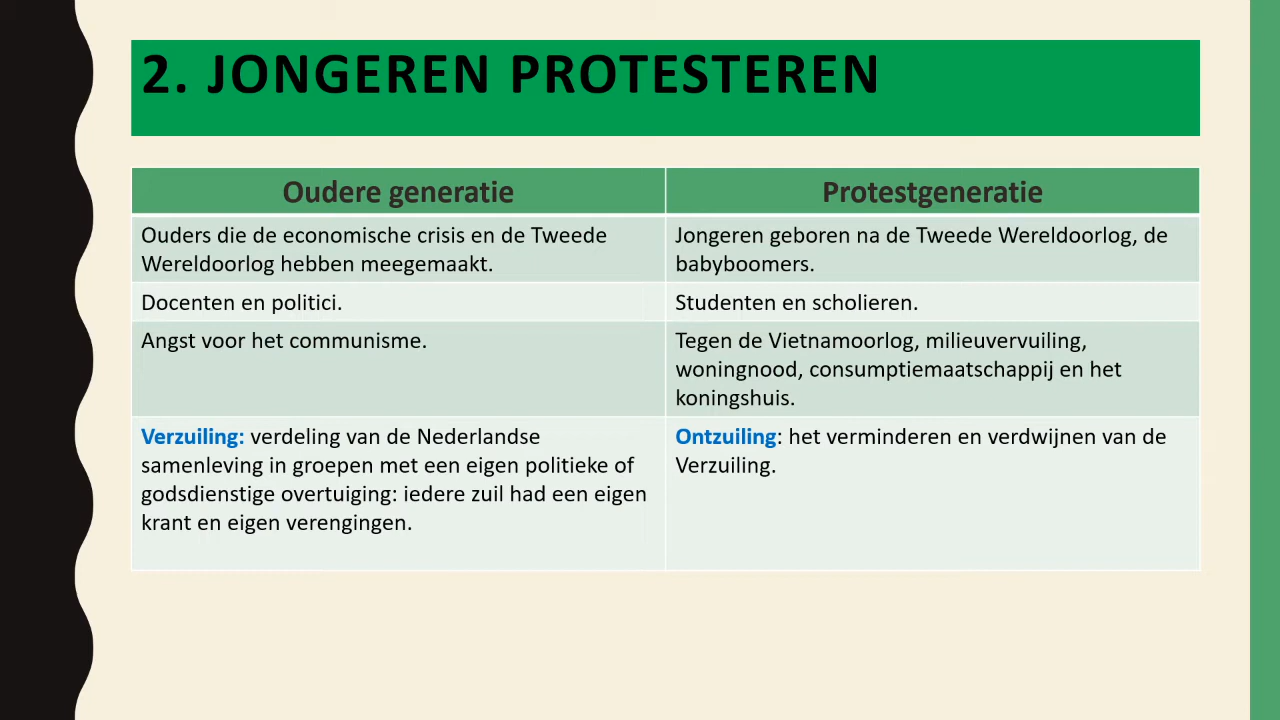 2. JONGEREN PROTESTEREN
Oudere generatie
Protestgeneratie
Ouders die de economische crisis en de Tweede
Wereldoorlog hebben meegemaakt.
Jongeren geboren na de Tweede Wereldoorlog, de
babyboomers.
Docenten en politici.
Studenten en scholieren.
Angst voor het communisme.
Tegen de Vietnamoorlog, milieuvervuiling,
woningnood, consumptiemaatschappij en het
koningshuis.
Verzuiling: verdeling van de Nederlandse
samenleving in groepen met een eigen politieke of
godsdienstige overtuiging: iedere zuil had een eigen
krant en eigen verengingen.
Ontzuiling: het verminderen en verdwijnen van de
Verzuiling.